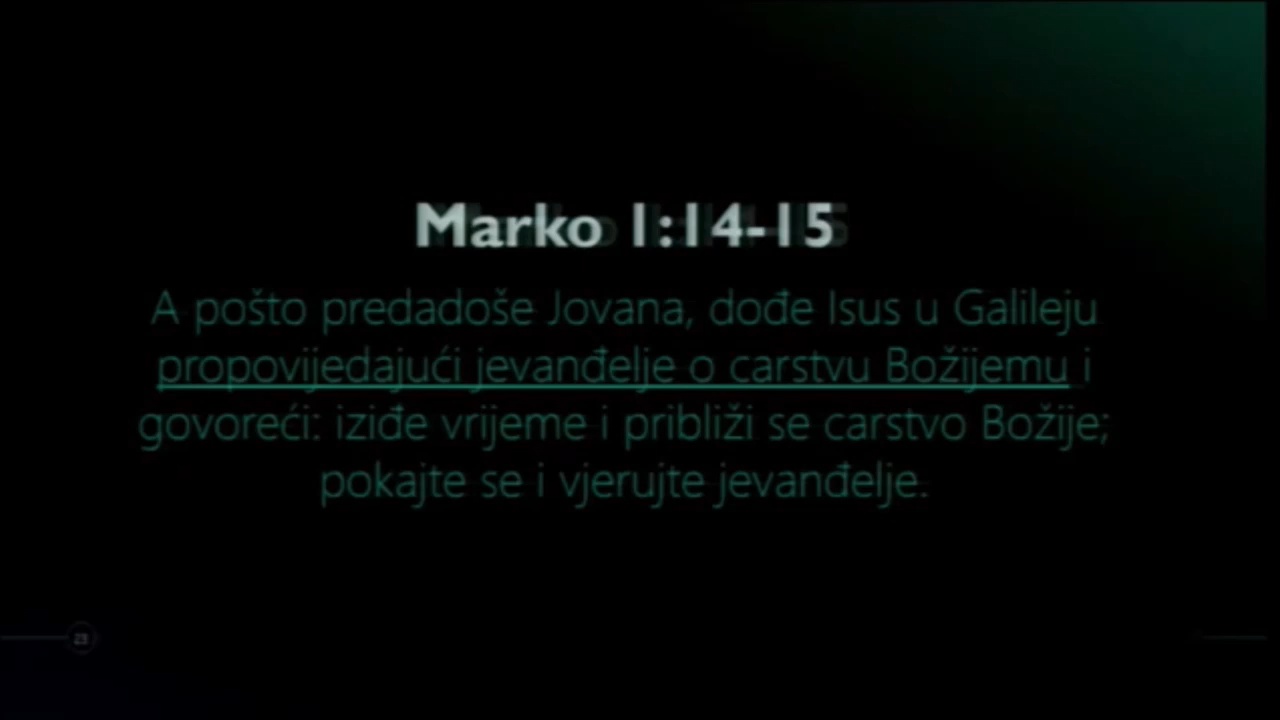 Marko 1:14-15
A pošto predadoše Jovana, dođe Isus u Galileju
propovijedajući jevanđelje o carstvu Božijemu i
govoreći: iziđe vrijeme i približi se carstvo Božije;
pokajte se i vjerujte jevanđelje.
23